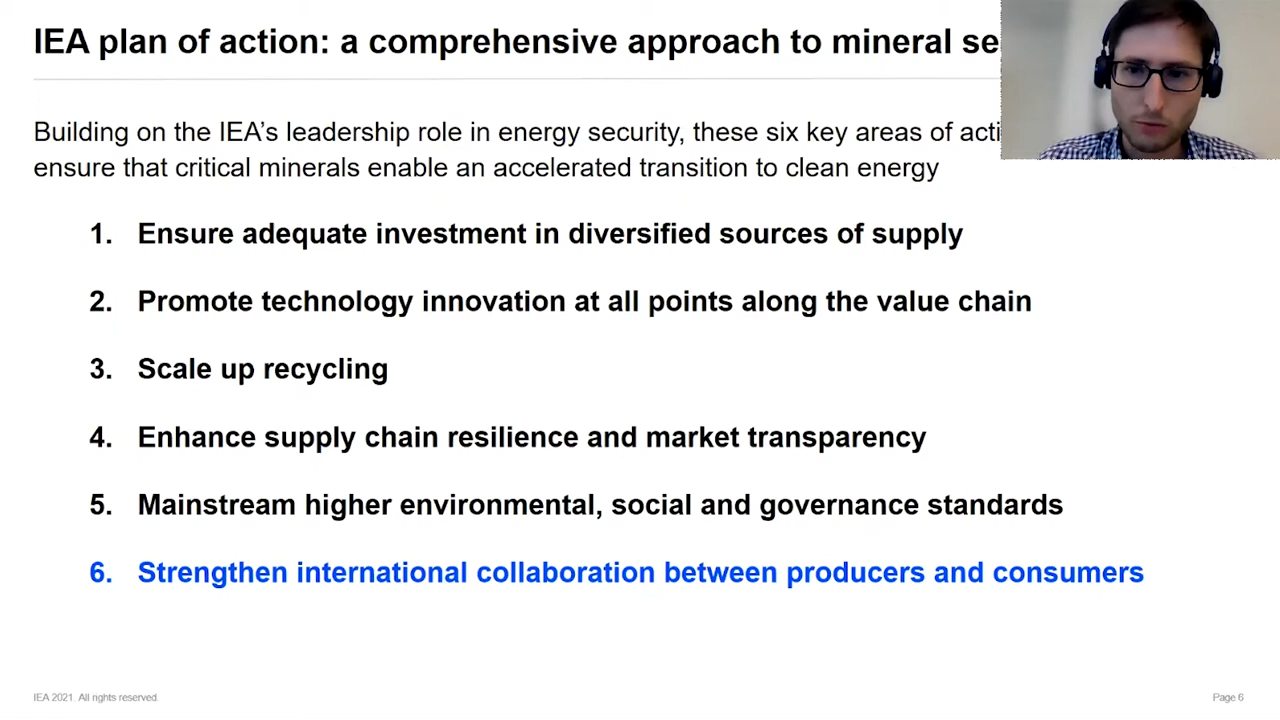 IEA plan of action: a comprehensive approach to mineral
Building on the IEA's leadership role in energy security, these six key areas of
ensure that critical minerals enable an accelerated transition to clean energy
1. Ensure adequate investment in diversified sources of supply
2. Promote technology innovation at all points along the value chain
3. Scale up recycling
4. Enhance supply chain resilience and market transparency
5. Mainstream higher environmental, social and governance standards
6. Strengthen international collaboration between producers and consumers
IEA 2021. All rights reserved.
Page 6